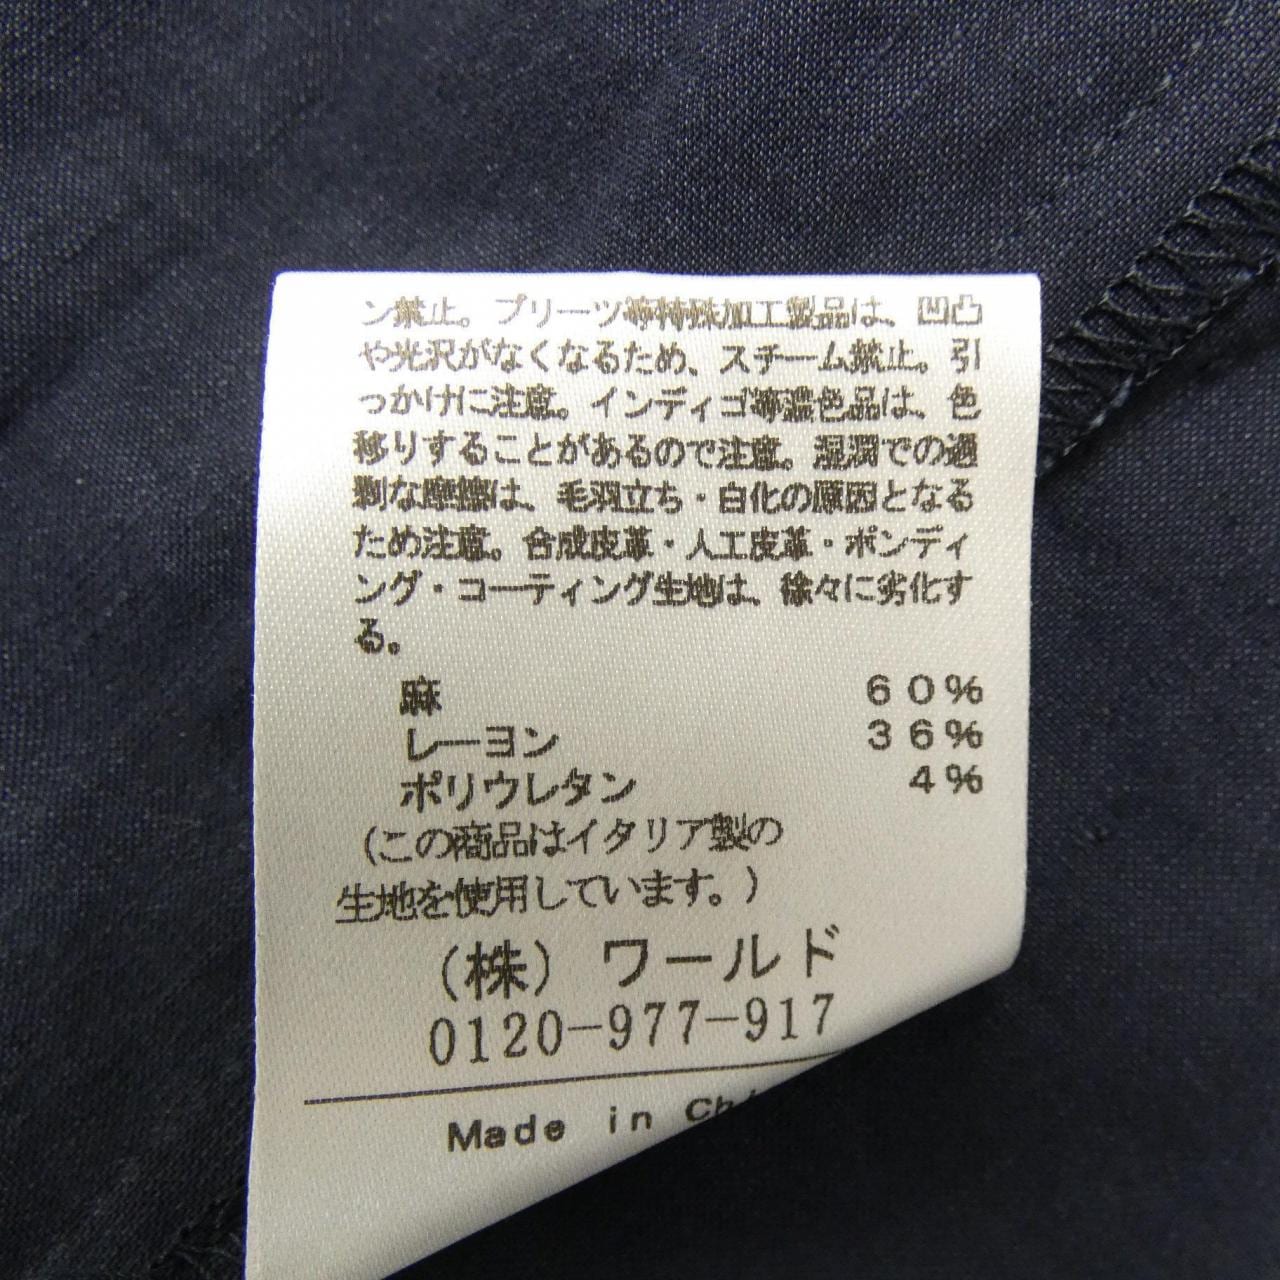 ン禁止。プリーツ等特殊加工製品は、凹凸
や光沢がなくなるため、スチーム禁止。引
っかけに注意。インディゴ等濃色品は、色
移りすることがあるので注意。湿潤での過
剰な摩擦は、毛羽立ち・白化の原因となる
ため注意。合成皮革・人工皮革・ボンディ
ング・コーティング生地は、徐々に劣化す
る。
麻 60%
レーヨン 36%
ポリウレタン 4%
(この商品はイタリア製の
生地を使用しています。)
(株) ワールド
0120-977-917
Made in